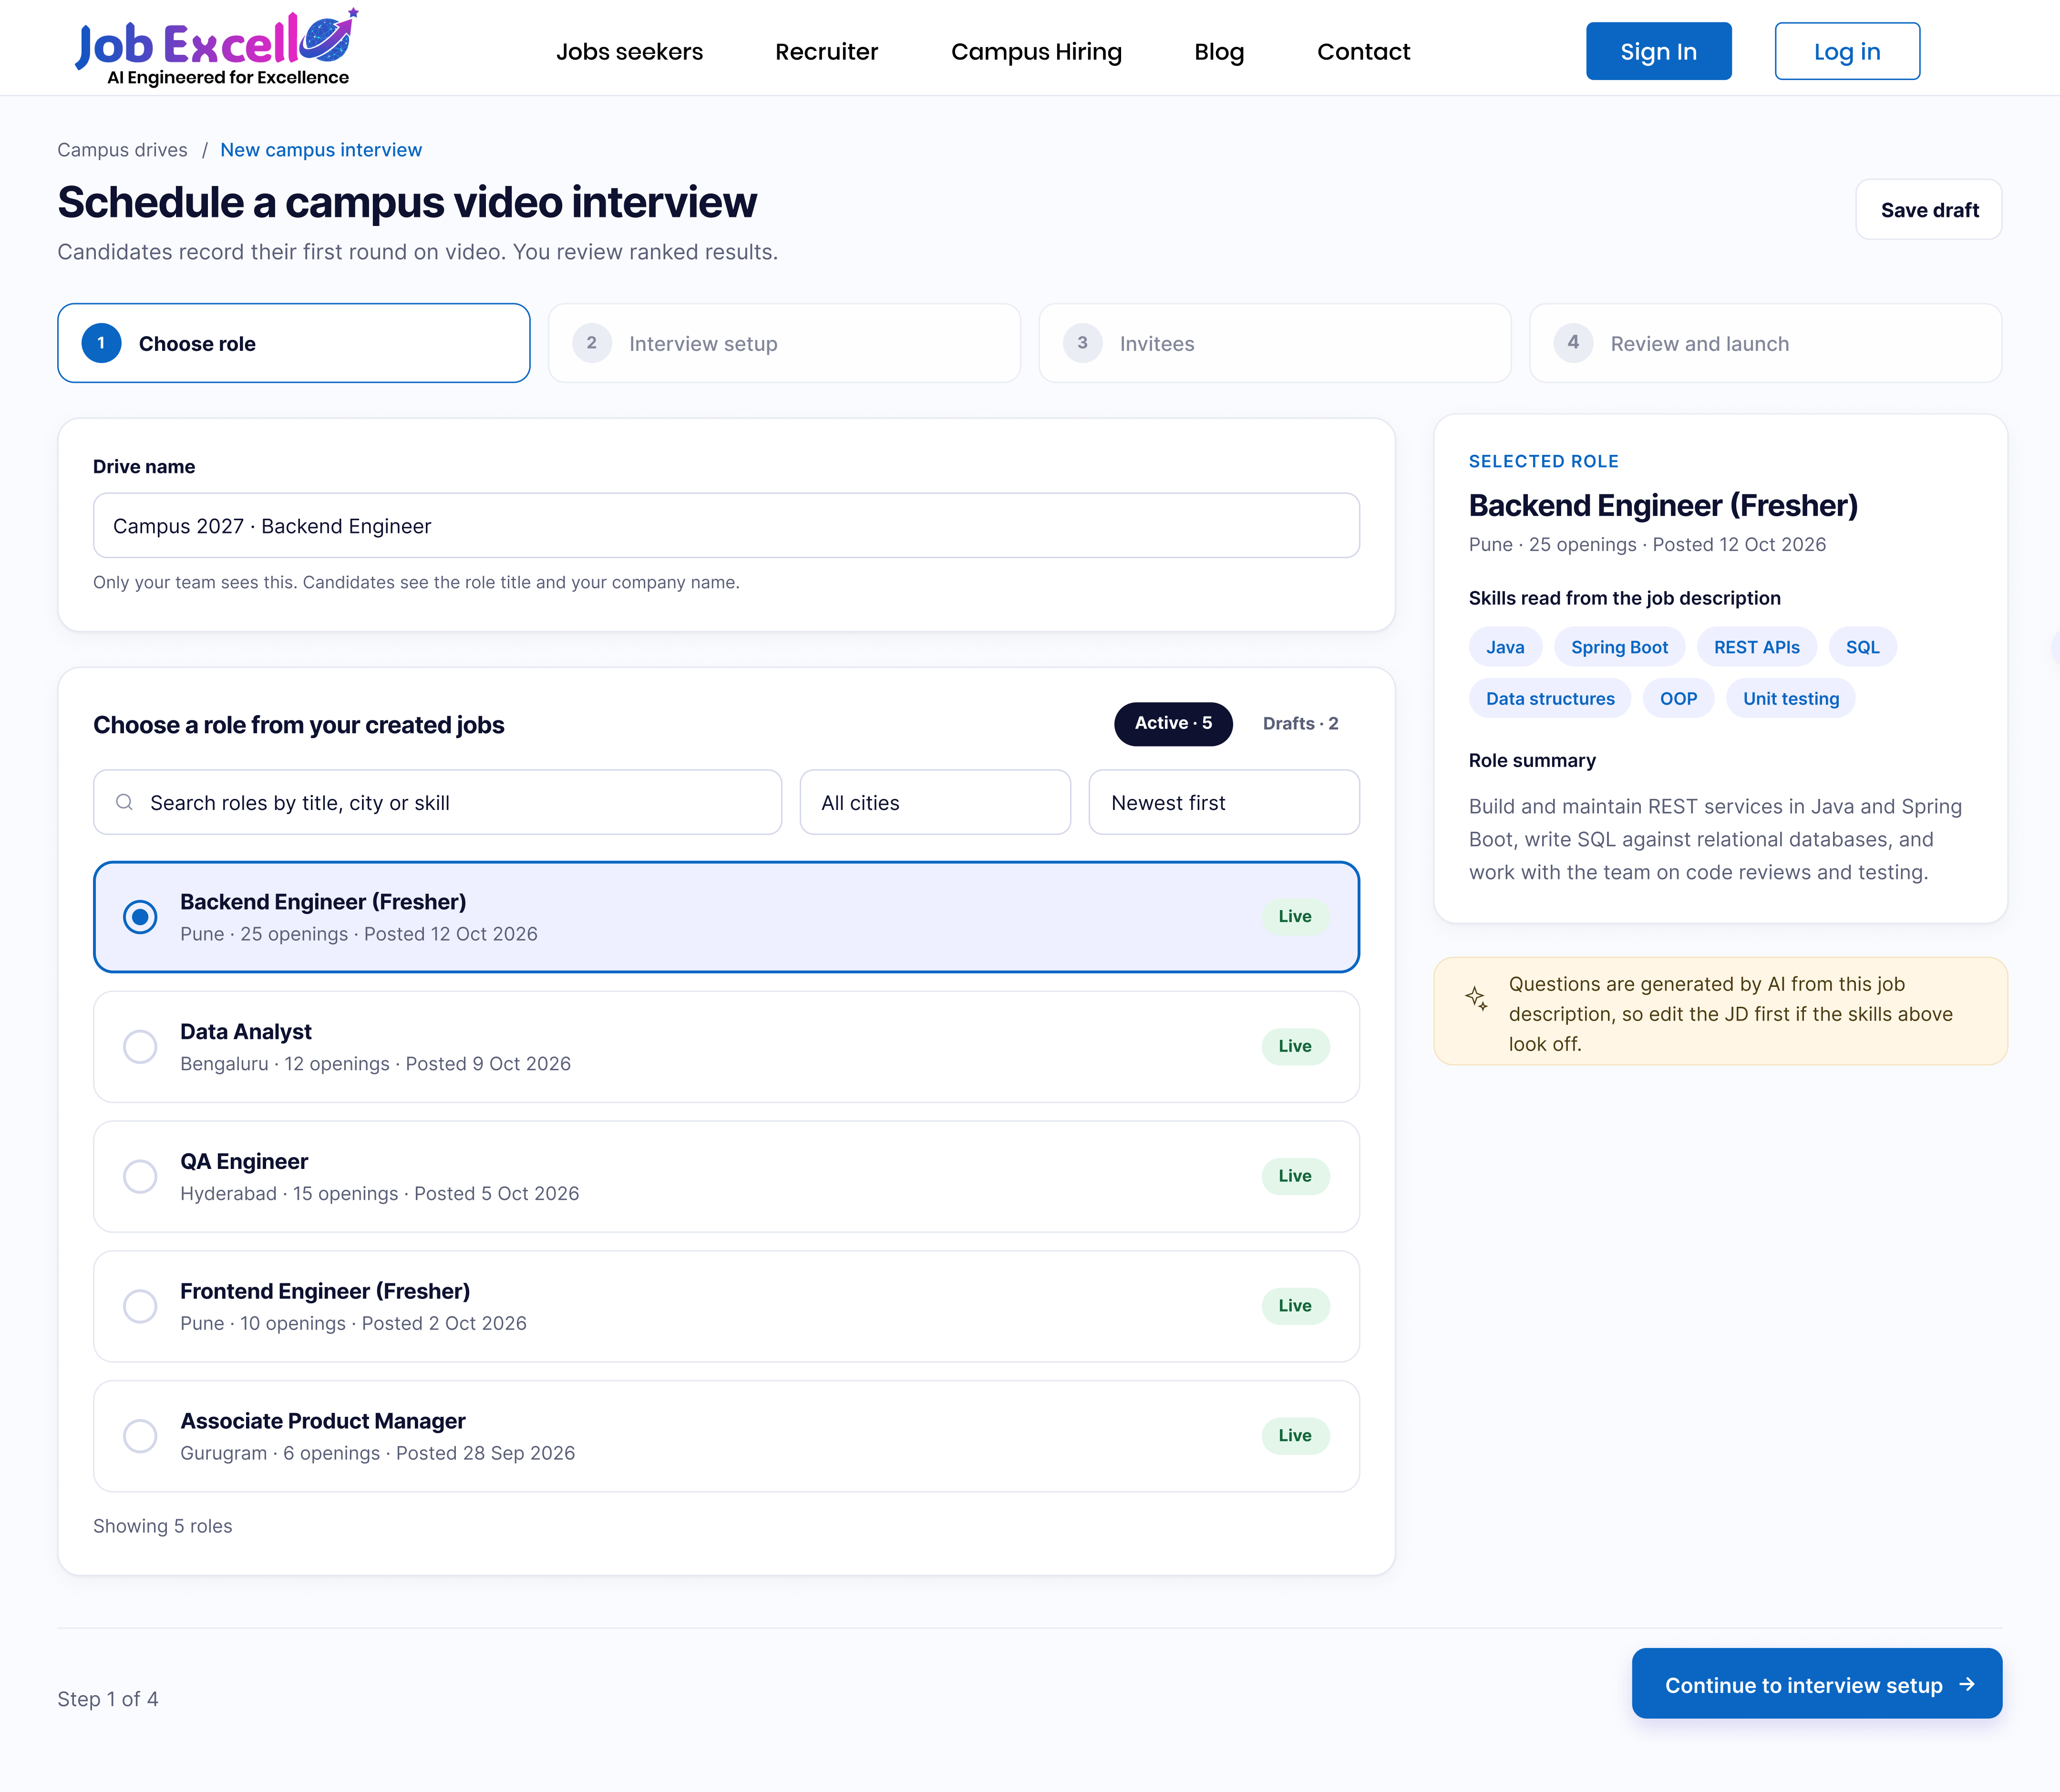 Job Excello
AI Engineered for Excellence
Jobs seekers
Recruiter
Campus Hiring
Blog
Contact
Sign In
Log in
Campus drives / New campus interview
Schedule a campus video interview
Candidates record their first round on video. You review ranked results.
Save draft
1 Choose role
2 Interview setup
3 Invitees
4 Review and launch
Drive name
Campus 2027 · Backend Engineer
Only your team sees this. Candidates see the role title and your company name.
Choose a role from your created jobs
Active · 5
Drafts · 2
Search roles by title, city or skill
All cities
Newest first
Backend Engineer (Fresher)
Pune · 25 openings · Posted 12 Oct 2026
Live
Data Analyst
Bengaluru · 12 openings · Posted 9 Oct 2026
Live
QA Engineer
Hyderabad · 15 openings · Posted 5 Oct 2026
Live
Frontend Engineer (Fresher)
Pune · 10 openings · Posted 2 Oct 2026
Live
Associate Product Manager
Gurugram · 6 openings · Posted 28 Sep 2026
Live
Showing 5 roles
SELECTED ROLE
Backend Engineer (Fresher)
Pune · 25 openings · Posted 12 Oct 2026
Skills read from the job description
Java
Spring Boot
REST APIs
SQL
Data structures
OOP
Unit testing
Role summary
Build and maintain REST services in Java and Spring
Boot, write SQL against relational databases, and
work with the team on code reviews and testing.
Questions are generated by AI from this job
description, so edit the JD first if the skills above
look off.
Step 1 of 4
Continue to interview setup →